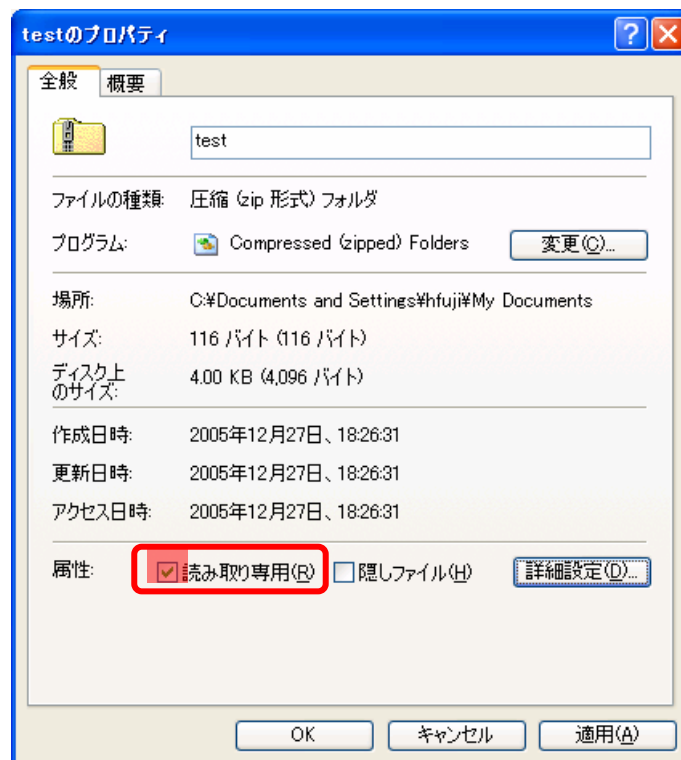 testのプロパティ
全般 概要
test
ファイルの種類: 圧縮 (zip 形式) フォルダ
プログラム: Compressed (zipped) Folders 変更(C)...
場所: C:¥Documents and Settings¥hfuji¥My Documents
サイズ: 116 バイト (116 バイト)
ディスク上
のサイズ: 4.00 KB (4,096 バイト)
作成日時: 2005年12月27日、18:26:31
更新日時: 2005年12月27日、18:26:31
アクセス日時: 2005年12月27日、18:26:31
属性: 読み取り専用(R) 隠しファイル(H) 詳細設定(D)...
OK キャンセル 適用(A)